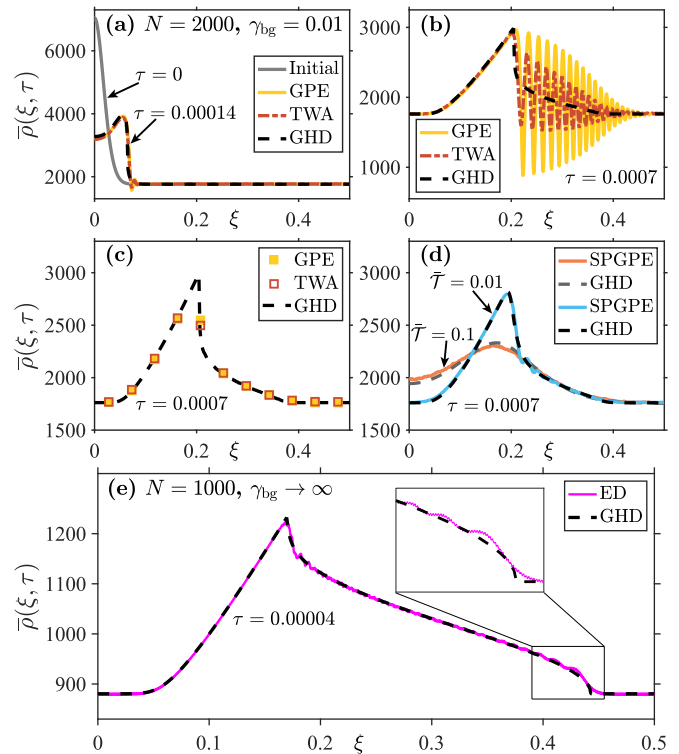 (a) N = 2000, γbg = 0.01
7000
6000
4000
2000
ρ̄(ξ, τ)
τ = 0
τ = 0.00014
Initial
GPE
TWA
GHD
0 0.2 0.4
ξ
(b)
3000
2000
1000
GPE
TWA
GHD
τ = 0.0007
0 0.2 0.4
ξ
(c)
3000
2500
2000
1500
ρ̄(ξ, τ)
GPE
TWA
GHD
τ = 0.0007
0 0.2 0.4
ξ
(d)
3000
2500
2000
1500
𝒯̄ = 0.01
𝒯̄ = 0.1
SPGPE
GHD
SPGPE
GHD
τ = 0.0007
0 0.2 0.4
ξ
(e) N = 1000, γbg → ∞
1200
1100
1000
900
ρ̄(ξ, τ)
τ = 0.00004
ED
GHD
0 0.1 0.2 0.3 0.4 0.5
ξ